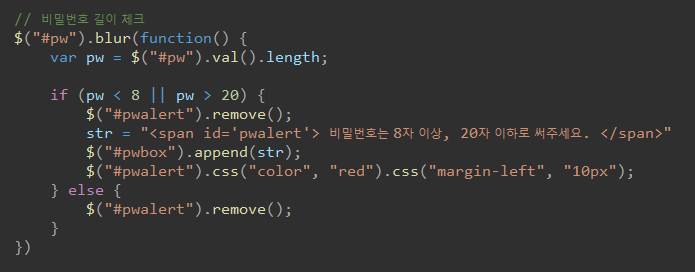 // 비밀번호 길이 체크
$("#pw").blur(function() {
    var pw = $("#pw").val().length;

    if (pw < 8 || pw > 20) {
        $("#pwalert").remove();
        str = "<span id='pwalert'> 비밀번호는 8자 이상, 20자 이하로 써주세요. </span>"
        $("#pwbox").append(str);
        $("#pwalert").css("color", "red").css("margin-left", "10px");
    } else {
        $("#pwalert").remove();
    }
})